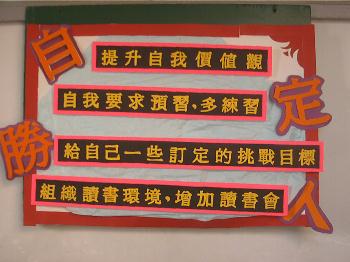 自勝
定人
提升自我價值觀
自我要求預習,多練習
給自己一些訂定的挑戰目標
組織讀書環境,增加讀書會